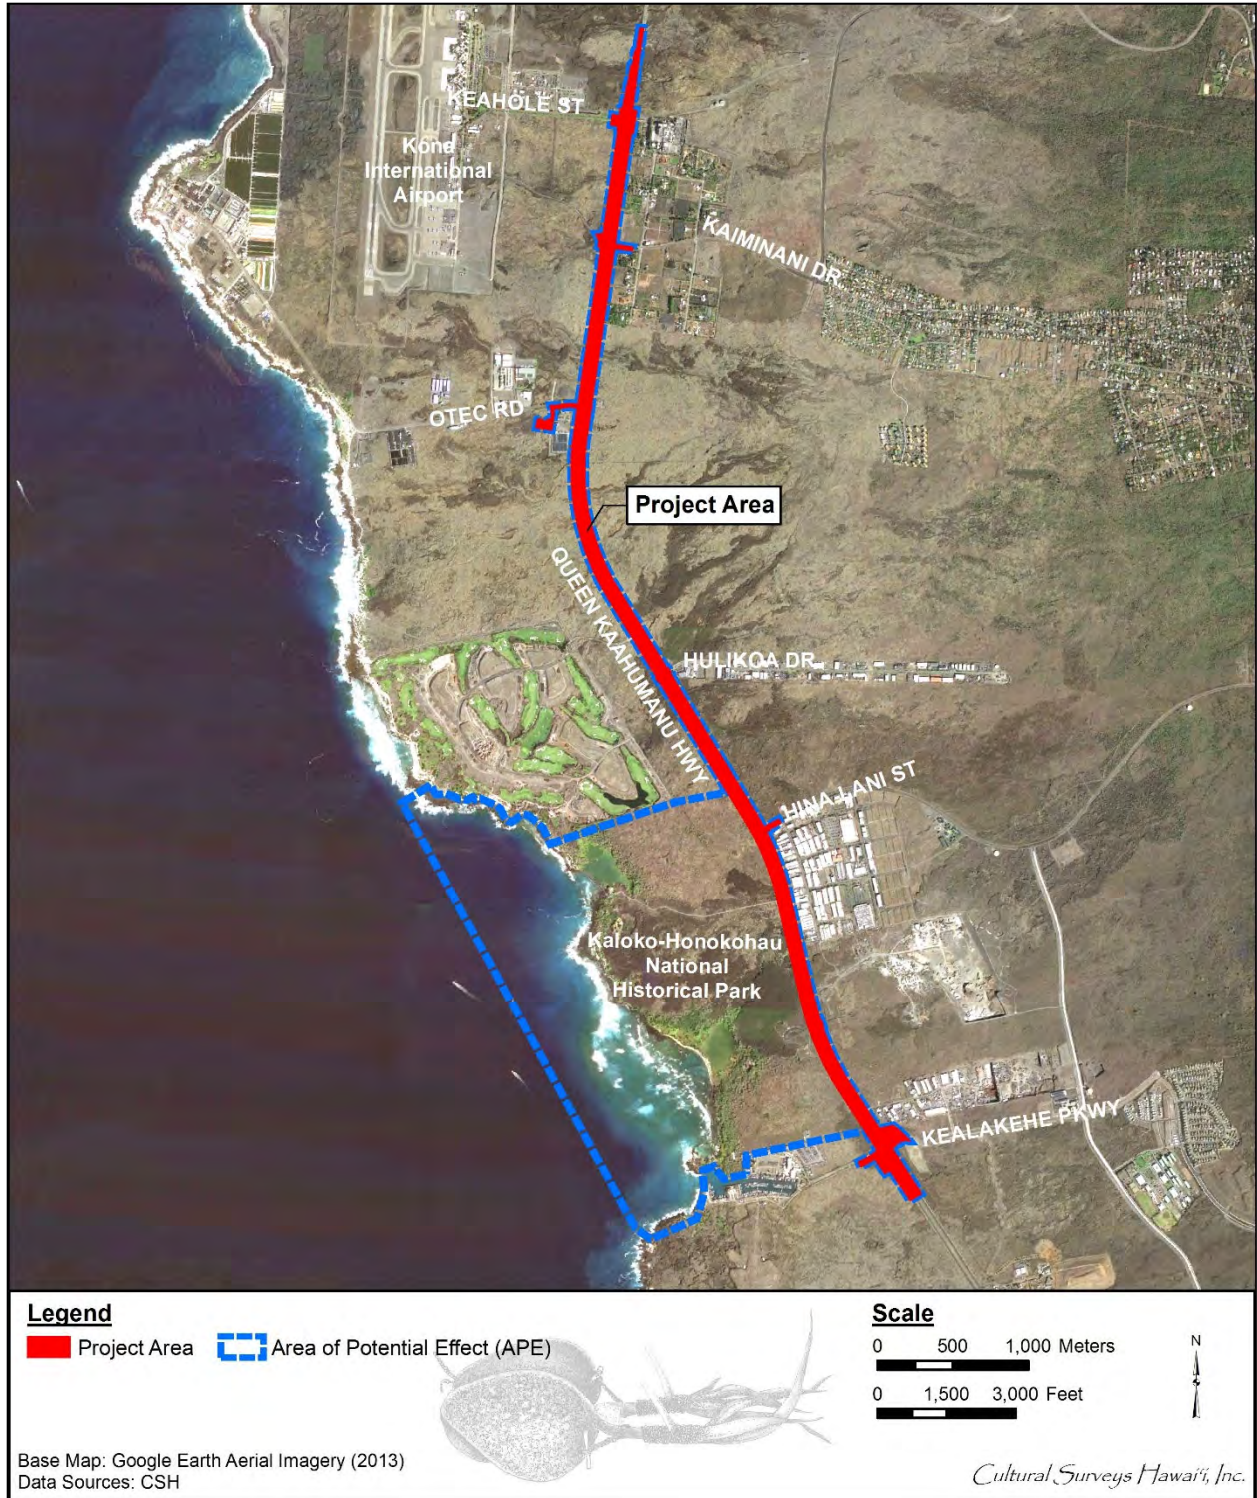 KEAHOLE ST
Kona
International
Airport
KAIMINANI DR
OTEC RD
Project Area
QUEEN KAAHUMANU HWY
HULIKOA DR
HINA-LANI ST
Kaloko-Honokohau
National
Historical Park
KEALAKEHE PKWY
Legend
Project Area
Area of Potential Effect (APE)
Scale
0 500 1,000 Meters
0 1,500 3,000 Feet
N
Base Map: Google Earth Aerial Imagery (2013)
Data Sources: CSH
Cultural Surveys Hawaiʻi, Inc.